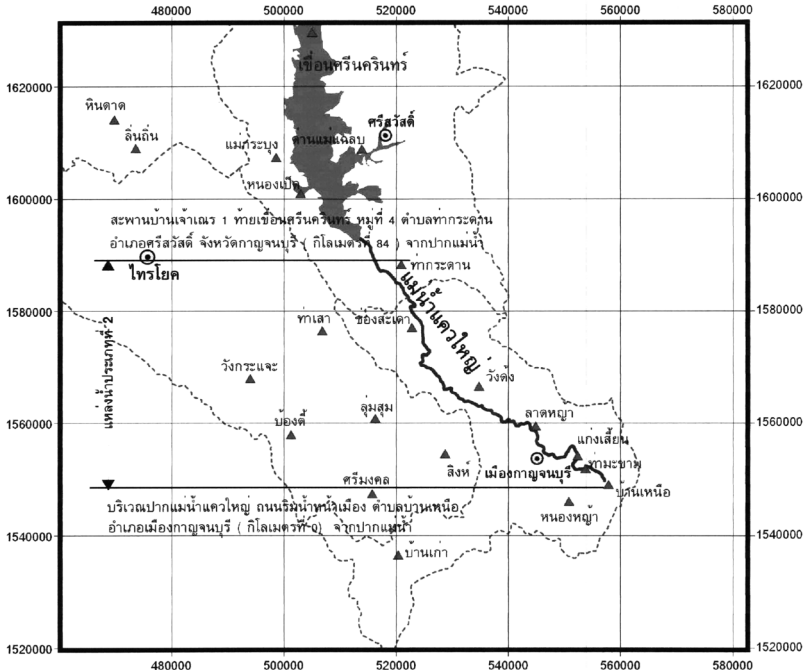 480000 500000 520000 540000 560000 580000
เขื่อนศรีนครินทร์
1620000 1620000
หินดาด
ลิ่นถิ่น
ศรีสวัสดิ์
แม่กระบุง
ด่านแม่แฉลบ
หนองเป็ด
1600000 1600000
สะพานบ้านเจ้าเณร 1 ท้ายเขื่อนศรีนครินทร์ หมู่ที่ 4 ตำบลท่ากระดาน
อำเภอศรีสวัสดิ์ จังหวัดกาญจนบุรี ( กิโลเมตรที่ 84 ) จากปากแม่น้ำ
ไทรโยค
ท่ากระดาน
แม่น้ำแควใหญ่
1580000 1580000
แหล่งน้ำประเภทที่ 2
ท่าเสา
ช่องสะเดา
วังกระแจะ
วังด้ง
ลุ่มสุ่ม
ลาดหญ้า
บ้องตี้
1560000 1560000
แก่งเสี้ยน
สิงห์
เมืองกาญจนบุรี
ท่ามะขาม
ศรีมงคล
บ้านเหนือ
บริเวณปากแม่น้ำแควใหญ่ ถนนริมน้ำหน้าเมือง ตำบลบ้านเหนือ
หนองหญ้า
อำเภอเมืองกาญจนบุรี ( กิโลเมตรที่ 0) จากปากแม่น้ำ
1540000 1540000
บ้านเก่า
1520000 1520000
480000 500000 520000 540000 560000 580000